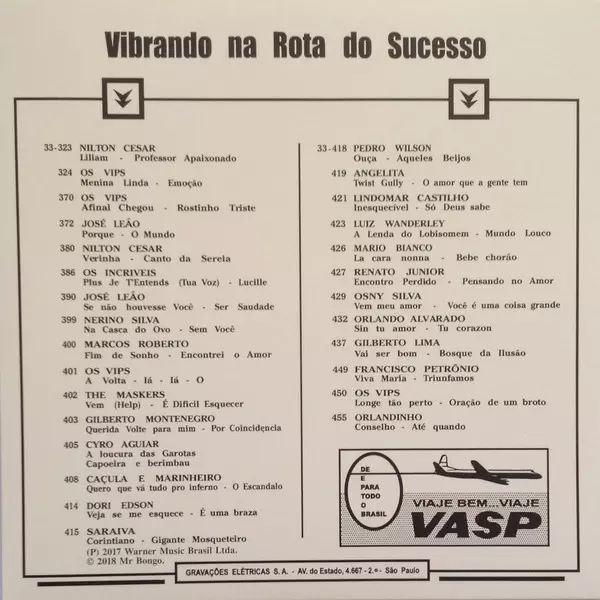 Vibrando na Rota do Sucesso
33-323 NILTON CESAR
Liliam - Professor Apaixonado
324 OS VIPS
Menina Linda - Emoção
370 OS VIPS
Afinal Chegou - Rostinho Triste
372 JOSÉ LEÃO
Porque - O Mundo
380 NILTON CESAR
Verinha - Canto da Sereia
386 OS INCRIVEIS
Plus Je T'Entends (Tua Voz) - Lucille
390 JOSÉ LEÃO
Se não houvesse Você - Ser Saudade
399 NERINO SILVA
Na Casca do Ovo - Sem Você
400 MARCOS ROBERTO
Fim de Sonho - Encontrei o Amor
401 OS VIPS
A Volta - Iá - Iá - O
402 THE MASKERS
Vem (Help) - É Dificil Esquecer
403 GILBERTO MONTENEGRO
Querida Volte para mim - Por Coincidência
405 CYRO AGUIAR
A loucura das Garotas
Capoeira e berimbau
408 CAÇULA E MARINHEIRO
Quero que vá tudo pro inferno - O Escandalo
414 DORI EDSON
Veja se me esquece - É uma braza
415 SARAIVA
Corintiano - Gigante Mosqueteiro
(P) 2017 Warner Music Brasil Ltda.
© 2018 Mr Bongo.
33-418 PEDRO WILSON
Ouça - Aqueles Beijos
419 ANGELITA
Twist Gully - O amor que a gente tem
421 LINDOMAR CASTILHO
Inesquecível - Só Deus sabe
423 LUIZ WANDERLEY
A Lenda do Lobisomem - Mundo Louco
426 MARIO BIANCO
La cara nonna - Bebe chorão
427 RENATO JUNIOR
Encontro Perdido - Pensando no Amor
429 OSNY SILVA
Vem meu amor - Você é uma coisa grande
432 ORLANDO ALVARADO
Sin tu amor - Tu corazon
437 GILBERTO LIMA
Vai ser bom - Bosque da Ilusão
449 FRANCISCO PETRÔNIO
Viva Maria - Triunfamos
450 OS VIPS
Longe tão perto - Oração de um broto
455 ORLANDINHO
Conselho - Até quando
DE
E PARA
TODO
O
BRASIL
VIAJE BEM...VIAJE
VASP
GRAVAÇÕES ELÉTRICAS S. A. - AV. do Estado, 4.667 - 2.º - São Paulo